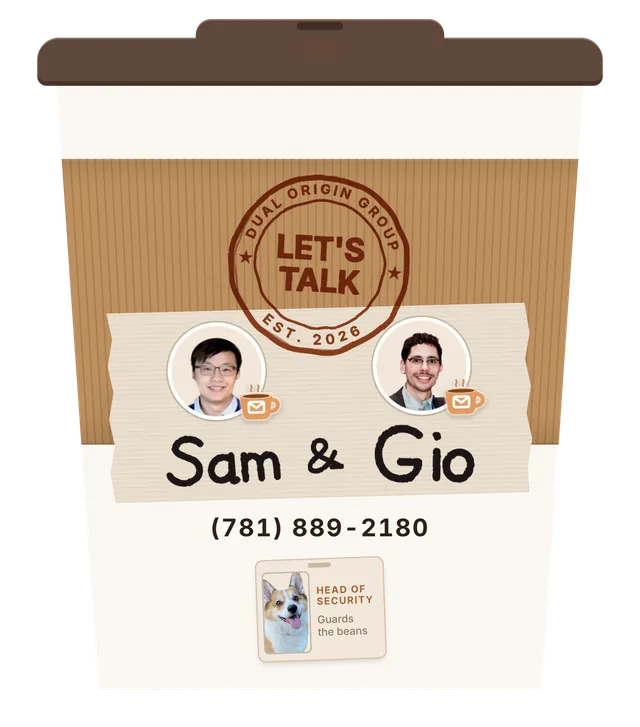 DUAL ORIGIN GROUP
LET'S
TALK
EST. 2026
Sam & Gio
(781) 889-2180
HEAD OF
SECURITY
Guards
the beans